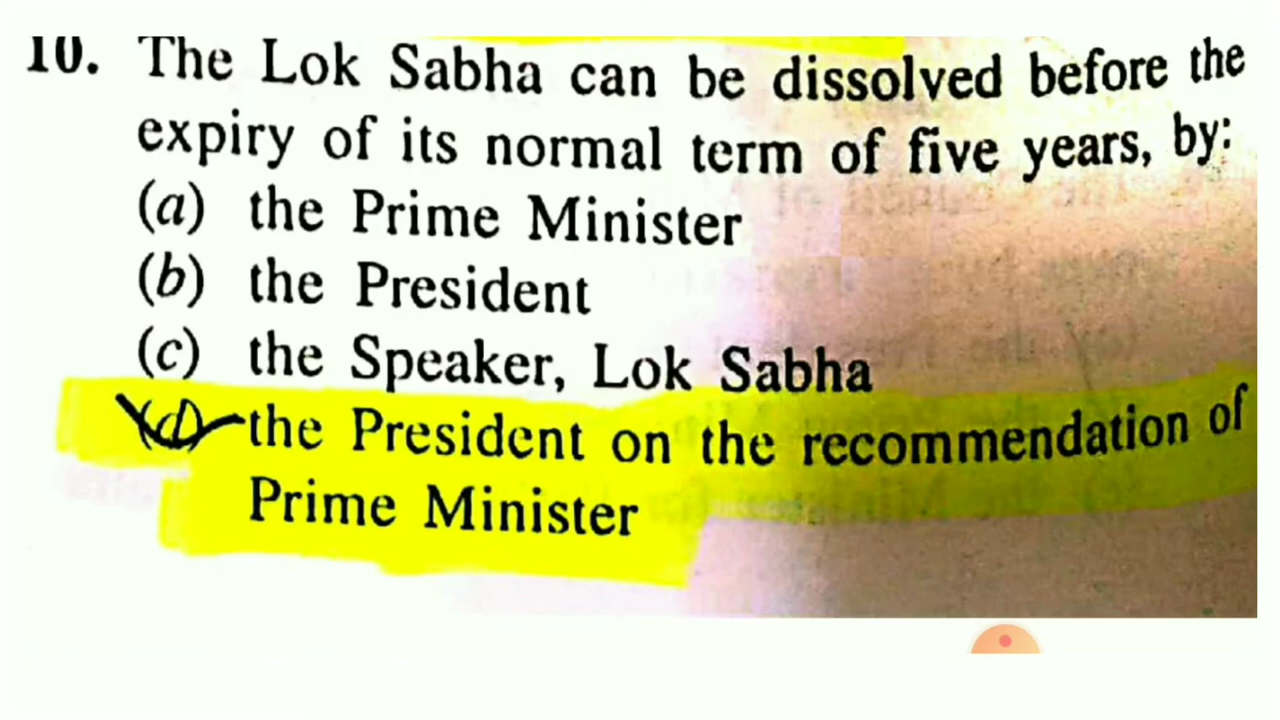 10. The Lok Sabha can be dissolved before the
expiry of its normal term of five years, by:
(a) the Prime Minister
(b) the President
(c) the Speaker, Lok Sabha
(d) the President on the recommendation of
Prime Minister